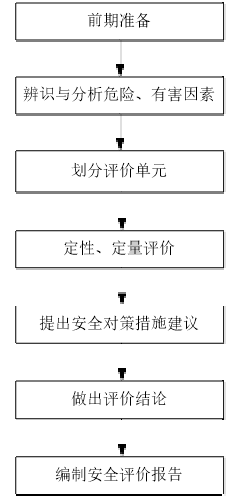 前期准备
辨识与分析危险、有害因素
划分评价单元
定性、定量评价
提出安全对策措施建议
做出评价结论
编制安全评价报告